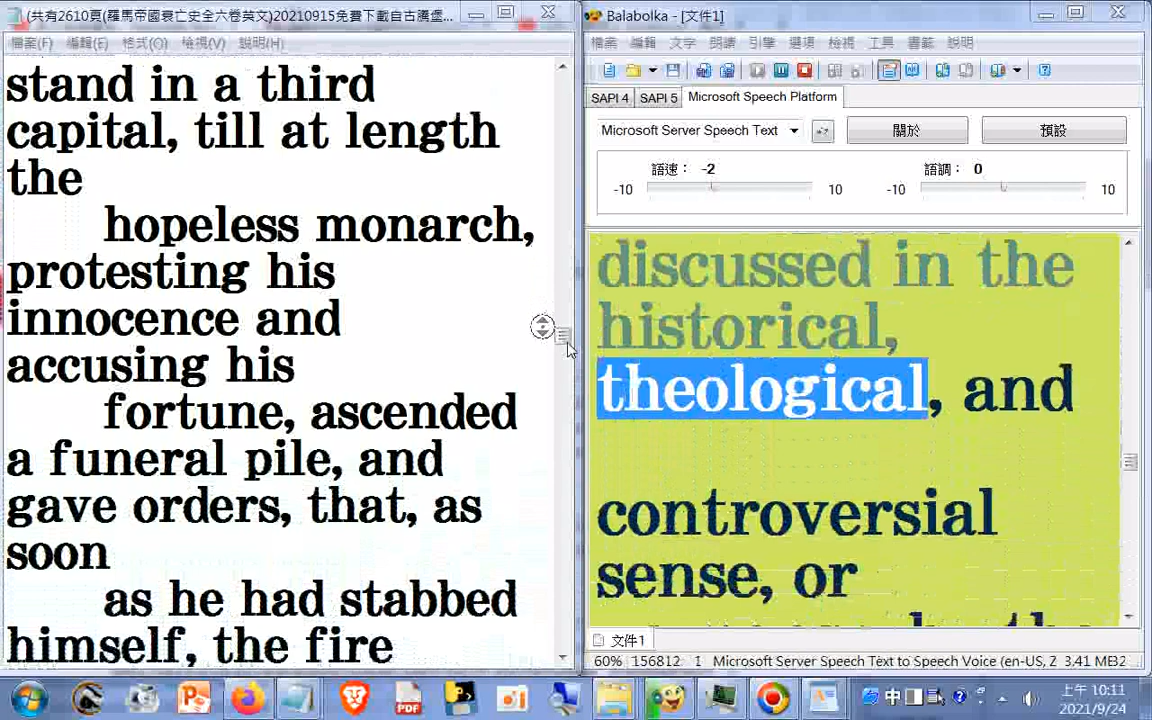 (共有2610頁(羅馬帝國衰亡史全六卷英文)20210915免費下載自古騰堡...
檔案(F) 編輯(E) 格式(O) 檢視(V) 說明(H)
stand in a third
capital, till at length
the
hopeless monarch,
protesting his
innocence and
accusing his
fortune, ascended
a funeral pile, and
gave orders, that, as
soon
as he had stabbed
himself, the fire
Balabolka - [文件1]
檔案 編輯 文字 朗讀 引擎 選項 檢視 工具 書籤 說明
SAPI 4 SAPI 5 Microsoft Speech Platform
Microsoft Server Speech Text 關於 預設
語速： -2 語調： 0
-10 10 -10 10
discussed in the
historical,
theological, and
controversial
sense, or
文件1
60% 156812 1 Microsoft Server Speech Text to Speech Voice (en-US, Z 3.41 MB2
PDF 中 上午 10:11
2021/9/24